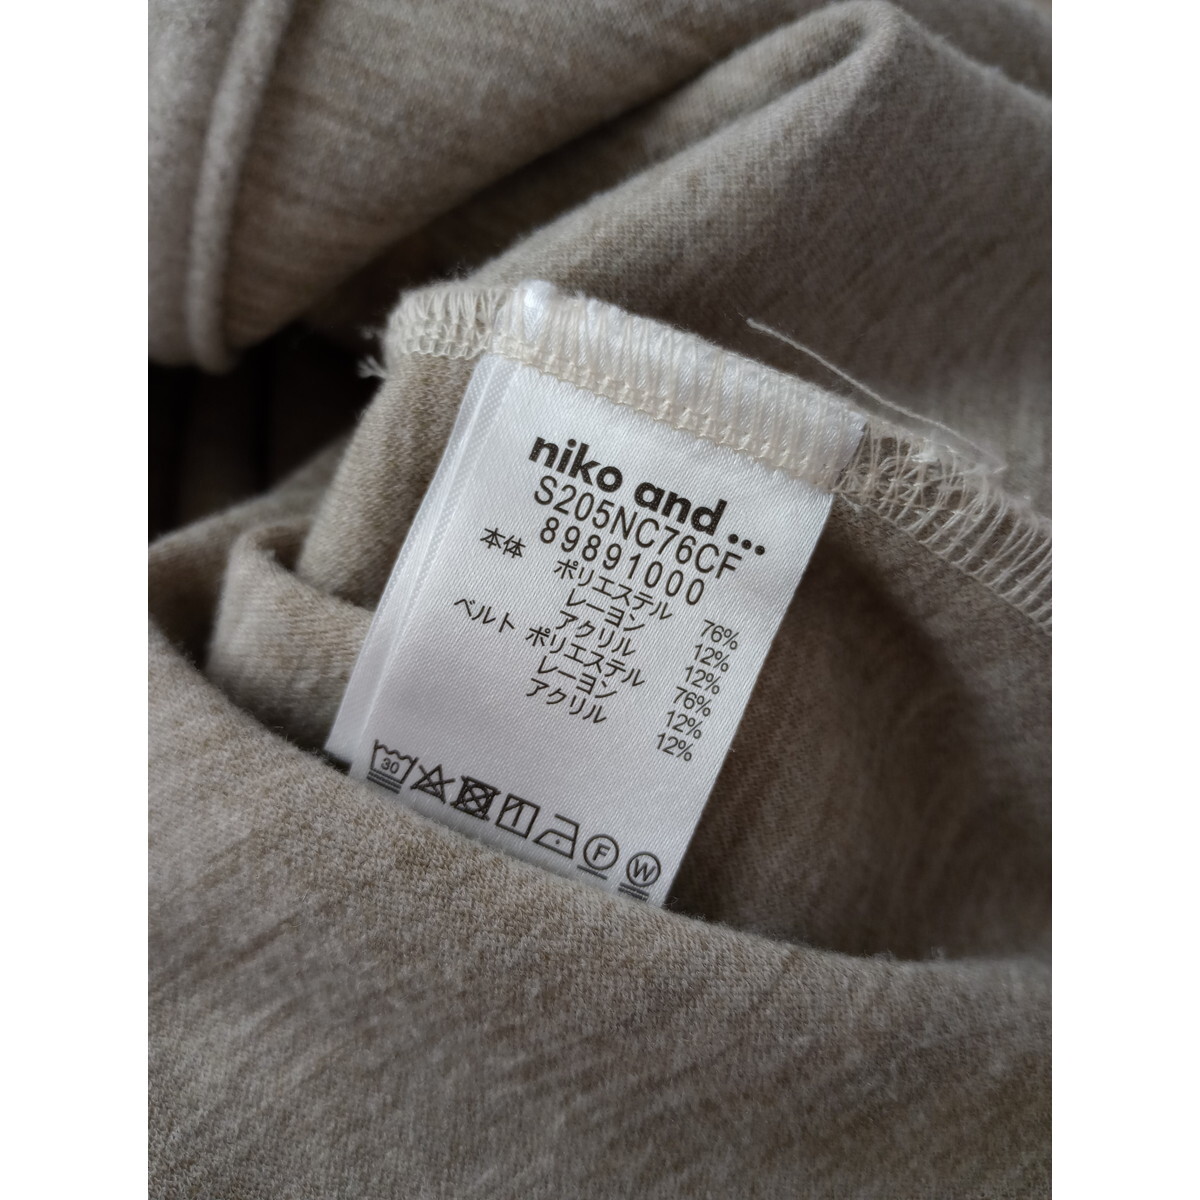 niko and ...
S205NC76CF
89891000
本体 ポリエステル 76%
レーヨン 12%
アクリル 12%
ベルト ポリエステル 76%
レーヨン 12%
アクリル 12%
30 F W